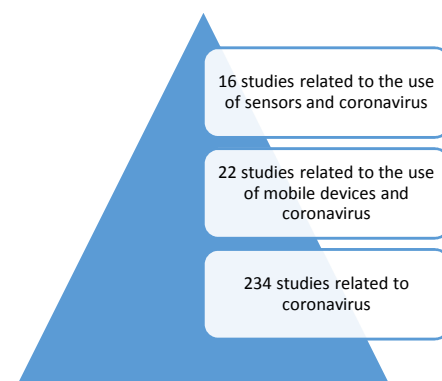 16 studies related to the use
of sensors and coronavirus
22 studies related to the use
of mobile devices and
coronavirus
234 studies related to
coronavirus